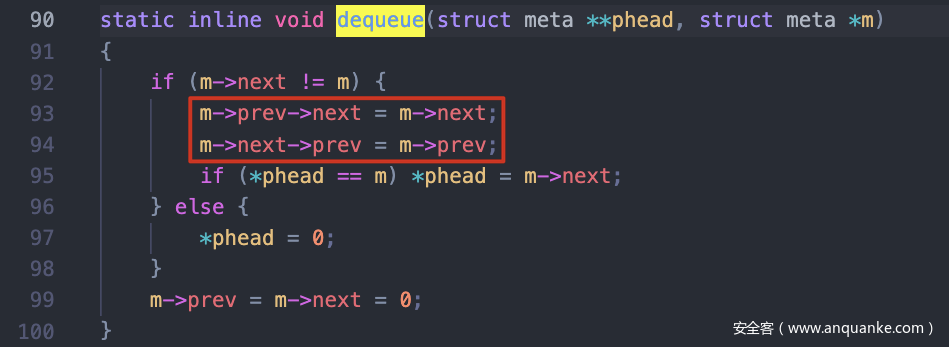 90 static inline void dequeue(struct meta **phead, struct meta *m)
91 {
92     if (m->next != m) {
93         m->prev->next = m->next;
94         m->next->prev = m->prev;
95         if (*phead == m) *phead = m->next;
96     } else {
97         *phead = 0;
98     }
99     m->prev = m->next = 0;
100 }
安全客（www.anquanke.com）